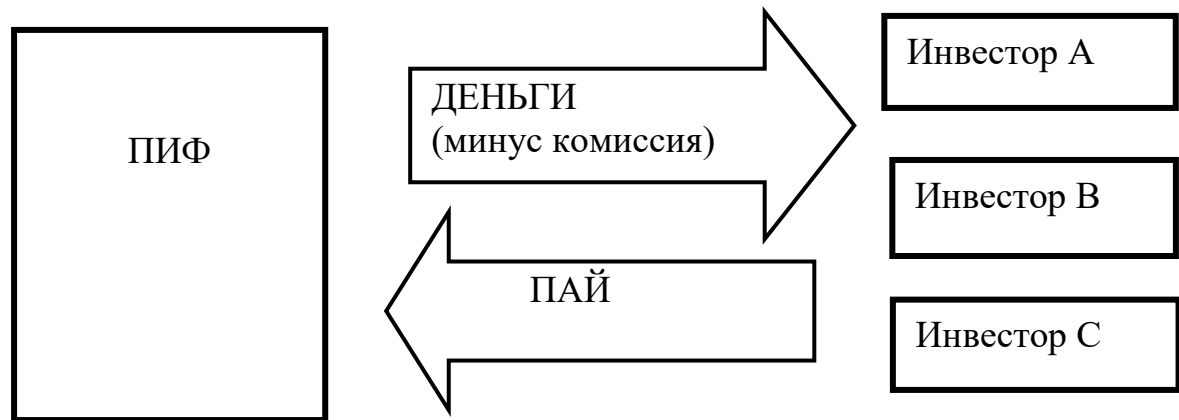 ПИФ
ДЕНЬГИ
(минус комиссия)
ПАЙ
Инвестор А
Инвестор В
Инвестор С